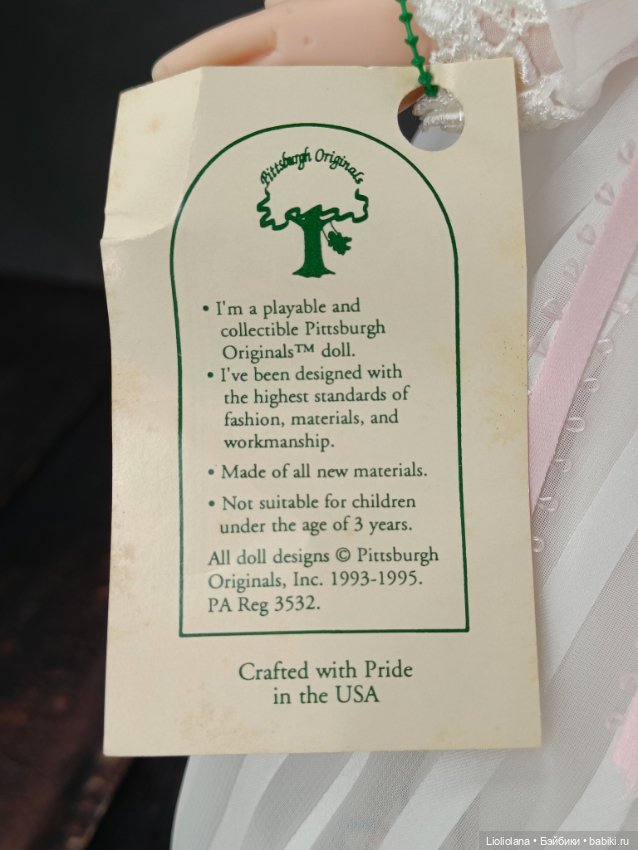 Pittsburgh Originals
• I'm a playable and
collectible Pittsburgh
Originals™ doll.
• I've been designed with
the highest standards of
fashion, materials, and
workmanship.
• Made of all new materials.
• Not suitable for children
under the age of 3 years.
All doll designs © Pittsburgh
Originals, Inc. 1993-1995.
PA Reg 3532.
Crafted with Pride
in the USA
Lioliolana • Бэйбики • babiki.ru